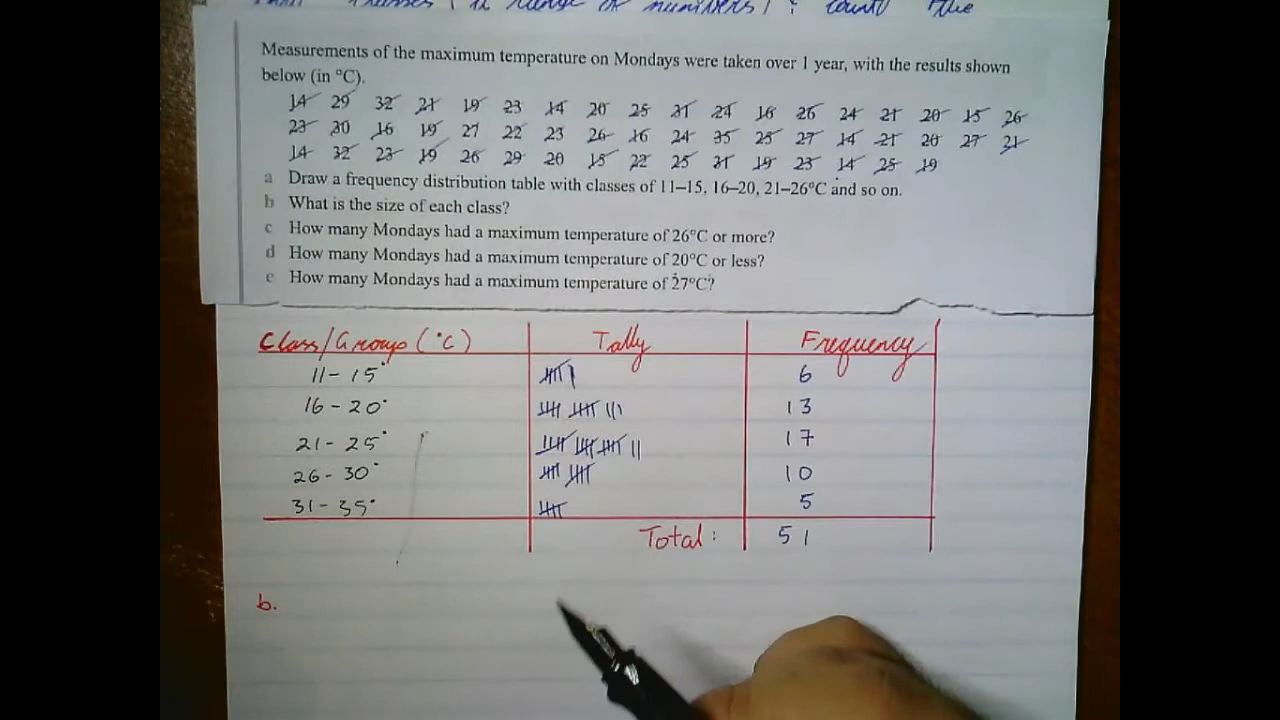 (a range of numbers) & count the
Measurements of the maximum temperature on Mondays were taken over 1 year, with the results shown
below (in °C).
14 29 32 21 19 23 14 20 25 31 24 16 26 24 21 20 15 26
23 30 16 19 27 22 23 26 16 24 35 25 27 14 21 20 27 31
14 32 23 19 26 29 20 15 22 25 31 19 23 14 25 19
a Draw a frequency distribution table with classes of 11–15, 16–20, 21–26°C and so on.
b What is the size of each class?
c How many Mondays had a maximum temperature of 26°C or more?
d How many Mondays had a maximum temperature of 20°C or less?
e How many Mondays had a maximum temperature of 27°C?
Class/Group (°C) Tally Frequency
11 - 15° 6
16 - 20° 13
21 - 25° 17
26 - 30° 10
31 - 35° 5
Total: 51
b.